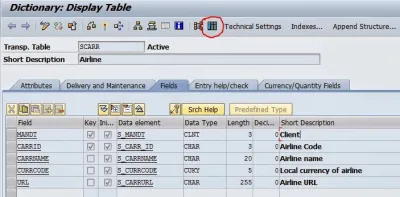 Dictionary: Display Table
Technical Settings Indexes... Append Structure...
Transp. Table SCARR Active
Short Description Airline
Attributes Delivery and Maintenance Fields Entry help/check Currency/Quantity Fields
Srch Help Predefined Type
Field Key Ini... Data element Data Type Length Deci... Short Description
MANDT S_MANDT CLNT 3 0 Client
CARRID S_CARR_ID CHAR 3 0 Airline Code
CARRNAME S_CARRNAME CHAR 20 0 Airline name
CURRCODE S_CURRCODE CUKY 5 0 Local currency of airline
URL S_CARRURL CHAR 255 0 Airline URL